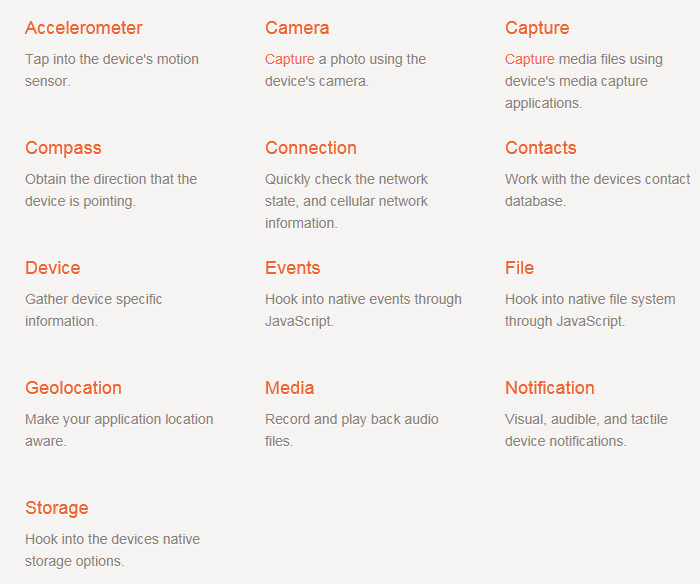 Accelerometer
Tap into the device's motion
sensor.
Camera
Capture a photo using the
device's camera.
Capture
Capture media files using
device's media capture
applications.
Compass
Obtain the direction that the
device is pointing.
Connection
Quickly check the network
state, and cellular network
information.
Contacts
Work with the devices contact
database.
Device
Gather device specific
information.
Events
Hook into native events through
JavaScript.
File
Hook into native file system
through JavaScript.
Geolocation
Make your application location
aware.
Media
Record and play back audio
files.
Notification
Visual, audible, and tactile
device notifications.
Storage
Hook into the devices native
storage options.